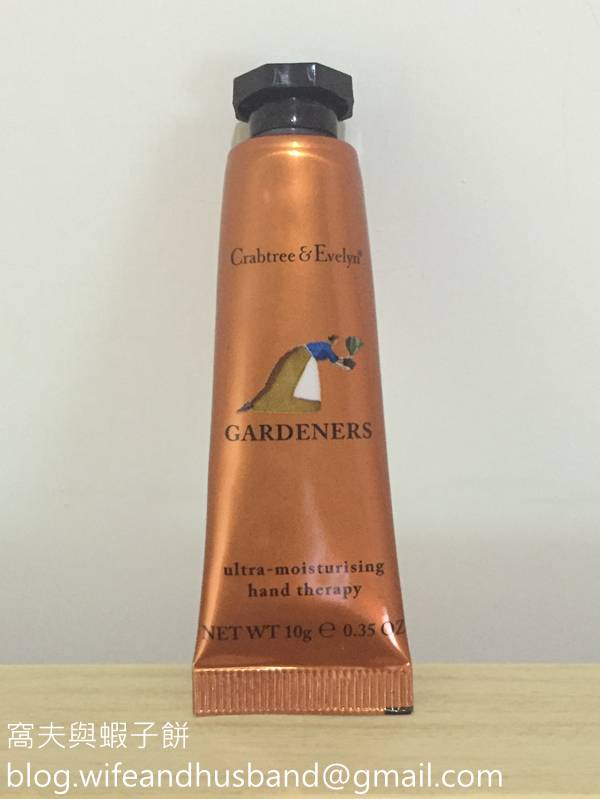 Crabtree & Evelyn®
GARDENERS
ultra-moisturising
hand therapy
NET WT 10g ℮ 0.35 OZ
窩夫與蝦子餅
blog.wifeandhusband@gmail.com